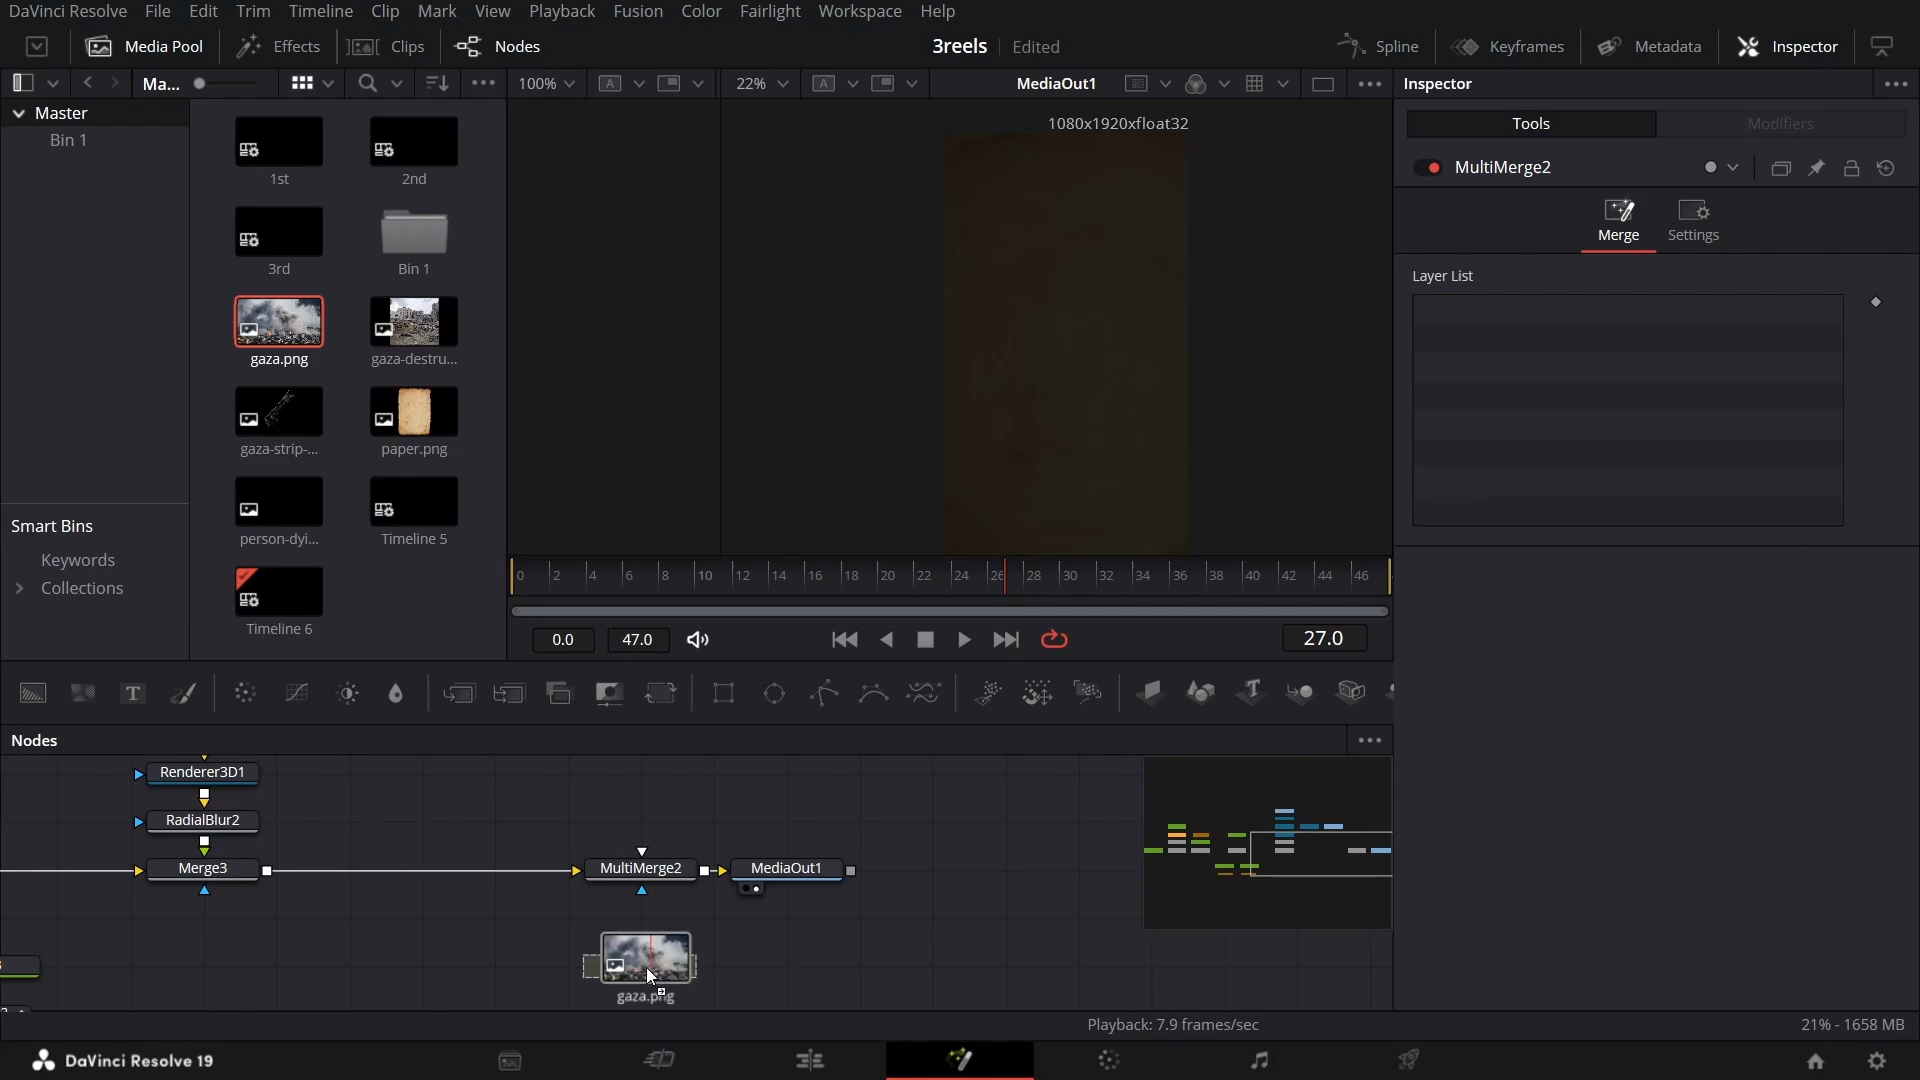 DaVinci Resolve File Edit Trim Timeline Clip Mark View Playback Fusion Color Fairlight Workspace Help
Media Pool Effects Clips Nodes 3reels Edited Spline Keyframes Metadata Inspector
Ma... 100% 22% MediaOut1 Inspector
Master
Bin 1
1st 2nd
3rd Bin 1
gaza.png gaza-destru...
gaza-strip-... paper.png
person-dyi... Timeline 5
Timeline 6
Smart Bins
Keywords
Collections
1080x1920xfloat32
Tools Modifiers
MultiMerge2
Merge Settings
Layer List
0 2 4 6 8 10 12 14 16 18 20 22 24 26 28 30 32 34 36 38 40 42 44 46
0.0 47.0 27.0
Nodes
Renderer3D1
RadialBlur2
Merge3 MultiMerge2 MediaOut1
gaza.png
Playback: 7.9 frames/sec 21% - 1658 MB
DaVinci Resolve 19